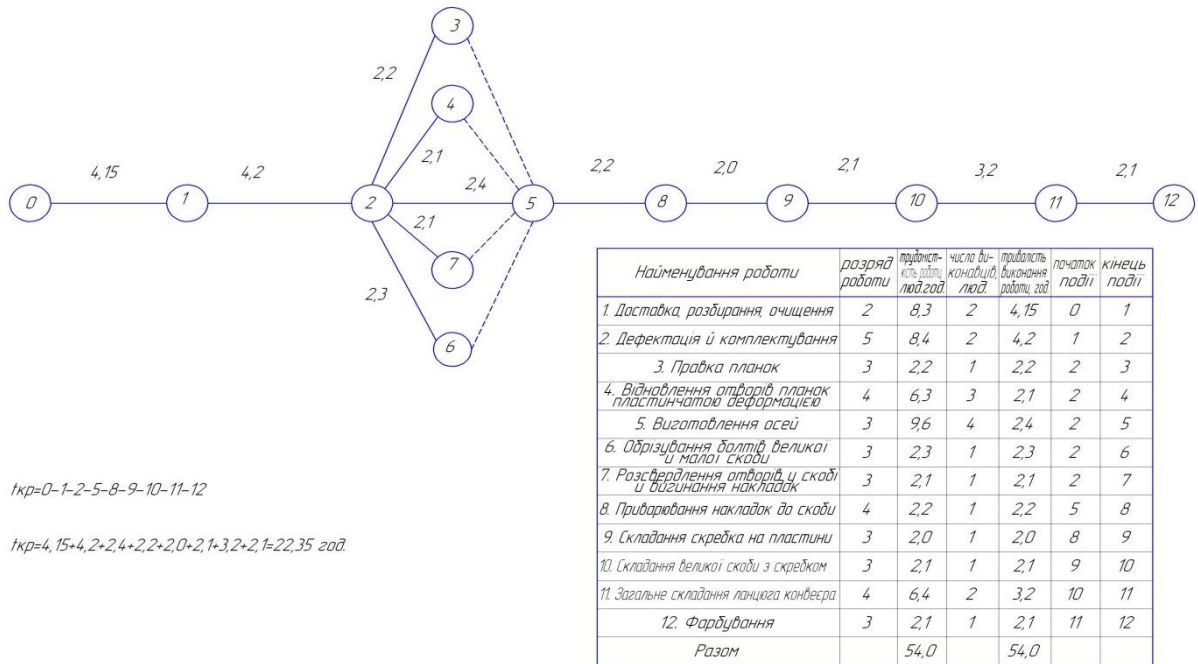 3
2,2
4
2,1
4,15
4,2
2,4
2,2
2,0
2,1
3,2
2,1
0
1
2
5
8
9
10
11
12
2,1
7
2,3
6
Найменування роботи розряд роботи трудоміст-кість роботи, люд.год. числа ви-конавців, люд. тривалість виконання роботи, год початок події кінець події
1. Доставка, розбирання, очищення 2 8,3 2 4,15 0 1
2. Дефектація й комплектування 5 8,4 2 4,2 1 2
3. Правка планок 3 2,2 1 2,2 2 3
4. Відновлення отворів планок
пластинчатою деформацією 4 6,3 3 2,1 2 4
5. Виготовлення осей 3 9,6 4 2,4 2 5
6. Обрізування болтів великої
и малої скоби 3 2,3 1 2,3 2 6
7. Розсвердлення отворів у скобі
и вигинання накладок 3 2,1 1 2,1 2 7
8. Приварювання накладок до скоби 4 2,2 1 2,2 5 8
9. Складання скребка на пластини 3 2,0 1 2,0 8 9
10. Складання великої скоби з скребком 3 2,1 1 2,1 9 10
11. Загальне складання ланцюга конвеєра 4 6,4 2 3,2 10 11
12. Фарбування 3 2,1 1 2,1 11 12
Разом 54,0 54,0
tкр=0-1-2-5-8-9-10-11-12
tкр=4,15+4,2+2,4+2,2+2,0+2,1+3,2+2,1=22,35 год.